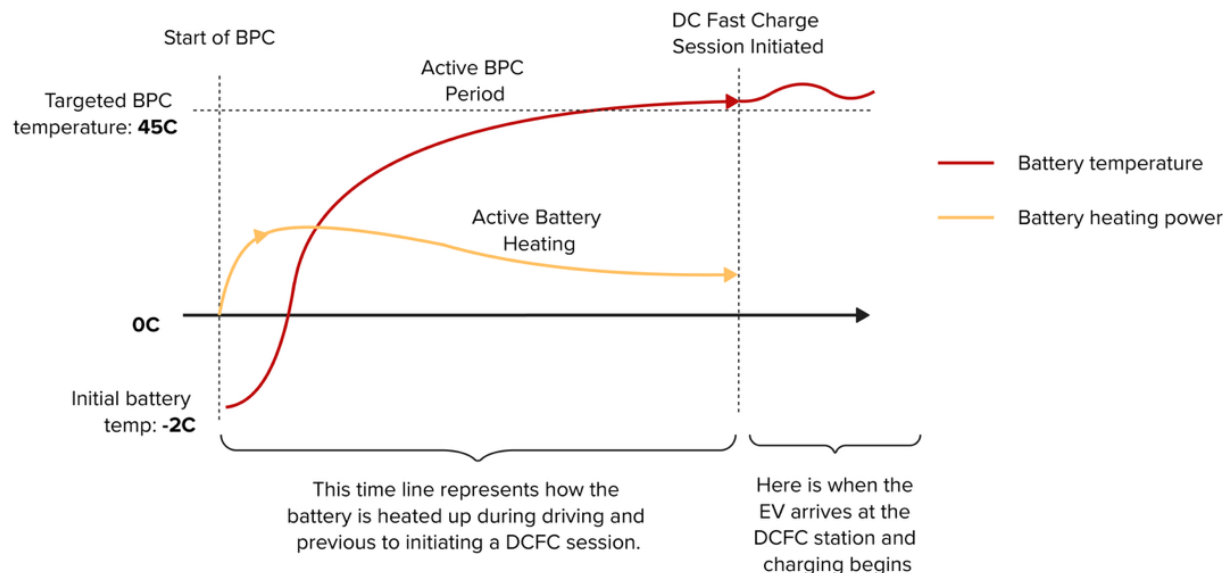 Start of BPC
DC Fast Charge
Session Initiated
Active BPC
Period
Targeted BPC
temperature: 45C
Battery temperature
Active Battery
Heating
Battery heating power
0C
Initial battery
temp: -2C
This time line represents how the
battery is heated up during driving and
previous to initiating a DCFC session.
Here is when the
EV arrives at the
DCFC station and
charging begins